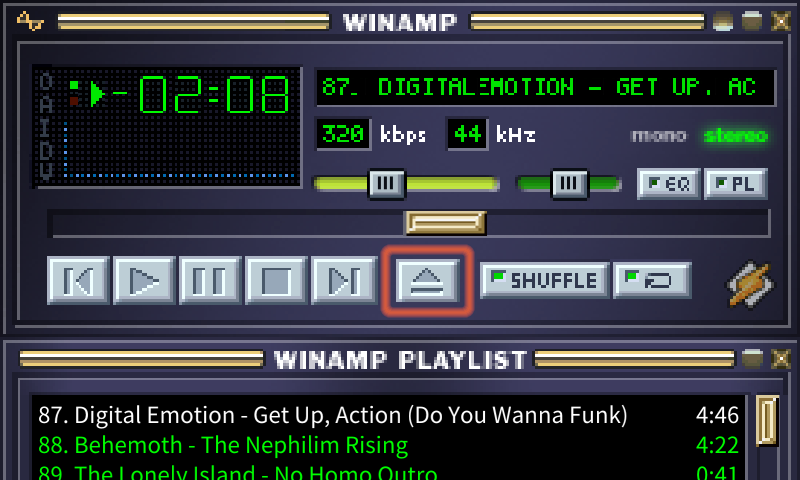 WINAMP
O
A
I
D
V
-02:08
87. DIGITAL EMOTION - GET UP, AC
320 kbps 44 kHz mono stereo
EQ PL
SHUFFLE
WINAMP PLAYLIST
87. Digital Emotion - Get Up, Action (Do You Wanna Funk) 4:46
88. Behemoth - The Nephilim Rising 4:22
89. The Lonely Island - No Homo Outro 0:41